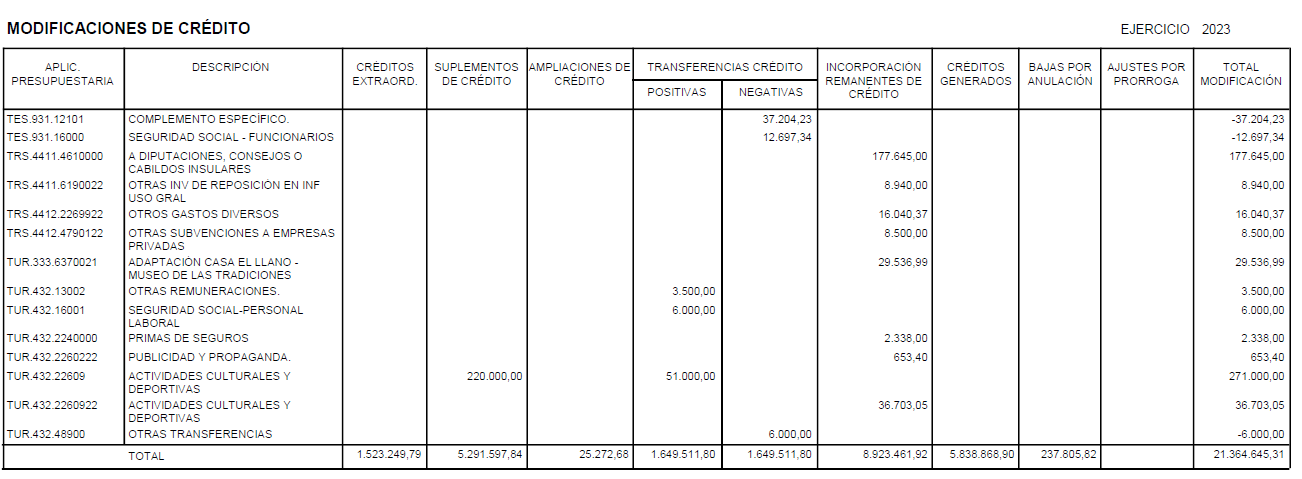 MODIFICACIONES DE CRÉDITO
EJERCICIO 2023
APLIC. PRESUPUESTARIA DESCRIPCIÓN CRÉDITOS EXTRAORD. SUPLEMENTOS DE CRÉDITO AMPLIACIONES DE CRÉDITO TRANSFERENCIAS CRÉDITO POSITIVAS NEGATIVAS INCORPORACIÓN REMANENTES DE CRÉDITO CRÉDITOS GENERADOS BAJAS POR ANULACIÓN AJUSTES POR PRORROGA TOTAL MODIFICACIÓN
TES.931.12101 COMPLEMENTO ESPECÍFICO. 37.204,23 -37.204,23
TES.931.16000 SEGURIDAD SOCIAL - FUNCIONARIOS 12.697,34 -12.697,34
TRS.4411.4610000 A DIPUTACIONES, CONSEJOS O 177.645,00 177.645,00
CABILDOS INSULARES
TRS.4411.6190022 OTRAS INV DE REPOSICIÓN EN INF 8.940,00 8.940,00
USO GRAL
TRS.4412.2269922 OTROS GASTOS DIVERSOS 16.040,37 16.040,37
TRS.4412.4790122 OTRAS SUBVENCIONES A EMPRESAS 8.500,00 8.500,00
PRIVADAS
TUR.333.6370021 ADAPTACIÓN CASA EL LLANO - 29.536,99 29.536,99
MUSEO DE LAS TRADICIONES
TUR.432.13002 OTRAS REMUNERACIONES. 3.500,00 3.500,00
TUR.432.16001 SEGURIDAD SOCIAL-PERSONAL 6.000,00 6.000,00
LABORAL
TUR.432.2240000 PRIMAS DE SEGUROS 2.338,00 2.338,00
TUR.432.2260222 PUBLICIDAD Y PROPAGANDA. 653,40 653,40
TUR.432.22609 ACTIVIDADES CULTURALES Y 220.000,00 51.000,00 271.000,00
DEPORTIVAS
TUR.432.2260922 ACTIVIDADES CULTURALES Y 36.703,05 36.703,05
DEPORTIVAS
TUR.432.48900 OTRAS TRANSFERENCIAS 6.000,00 -6.000,00
TOTAL 1.523.249,79 5.291.597,84 25.272,68 1.649.511,80 1.649.511,80 8.923.461,92 5.838.868,90 237.805,82 21.364.645,31